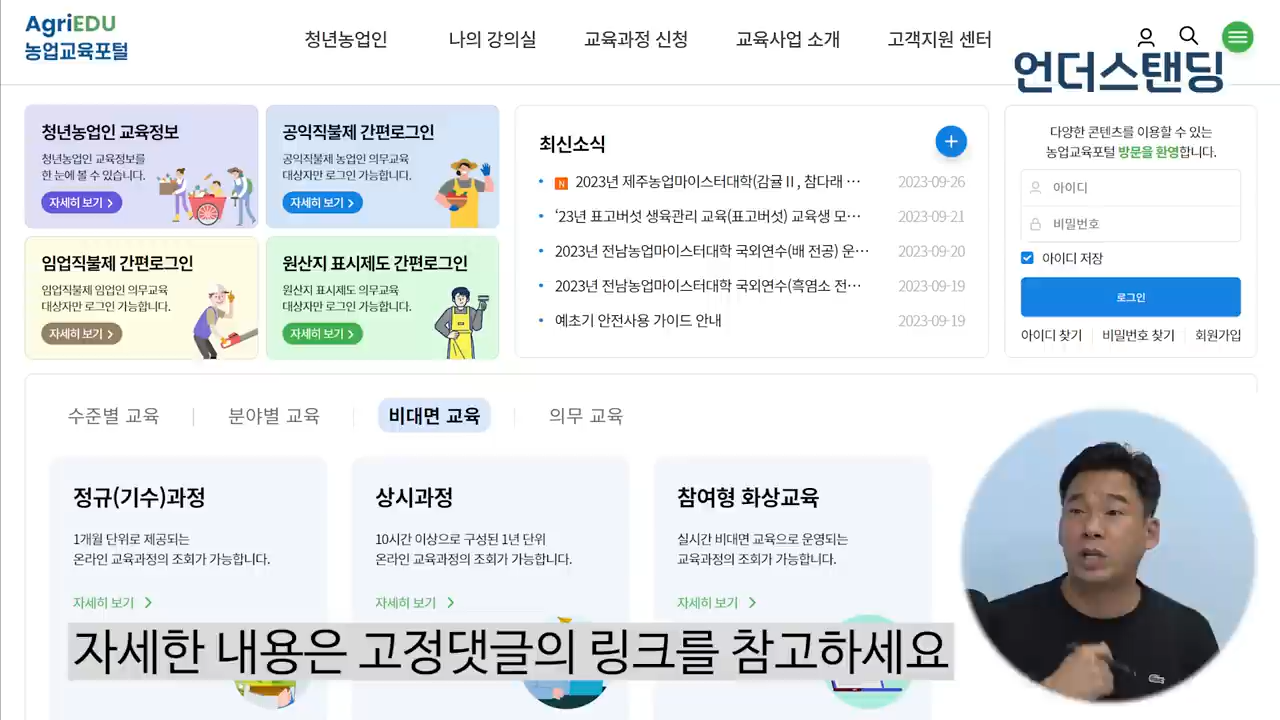 AgriEDU
농업교육포털
청년농업인
나의 강의실
교육과정 신청
교육사업 소개
고객지원 센터
언더스탠딩
청년농업인 교육정보
청년농업인 교육정보를
한 눈에 볼 수 있습니다.
자세히 보기 >
공익직불제 간편로그인
공익직불제 농업인 의무교육
대상자만 로그인 가능합니다.
자세히 보기 >
임업직불제 간편로그인
임업직불제 임업인 의무교육
대상자만 로그인 가능합니다.
자세히 보기 >
원산지 표시제도 간편로그인
원산지 표시제도 의무교육
대상자만 로그인 가능합니다.
자세히 보기 >
최신소식
N 2023년 제주농업마이스터대학(감귤Ⅱ, 참다래 ··· 2023-09-26
‘23년 표고버섯 생육관리 교육(표고버섯) 교육생 모··· 2023-09-21
2023년 전남농업마이스터대학 국외연수(배 전공) 운··· 2023-09-20
2023년 전남농업마이스터대학 국외연수(흑염소 전··· 2023-09-19
예초기 안전사용 가이드 안내 2023-09-19
다양한 콘텐츠를 이용할 수 있는
농업교육포털 방문을 환영합니다.
아이디
비밀번호
아이디 저장
로그인
아이디 찾기
비밀번호 찾기
회원가입
수준별 교육
분야별 교육
비대면 교육
의무 교육
정규(기수)과정
1개월 단위로 제공되는
온라인 교육과정의 조회가 가능합니다.
자세히 보기 >
상시과정
10시간 이상으로 구성된 1년 단위
온라인 교육과정의 조회가 가능합니다.
자세히 보기 >
참여형 화상교육
실시간 비대면 교육으로 운영되는
교육과정의 조회가 가능합니다.
자세히 보기 >
자세한 내용은 고정댓글의 링크를 참고하세요